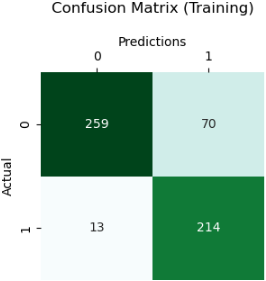 Confusion Matrix (Training)
Predictions
0 1
Actual
0 259 70
1 13 214